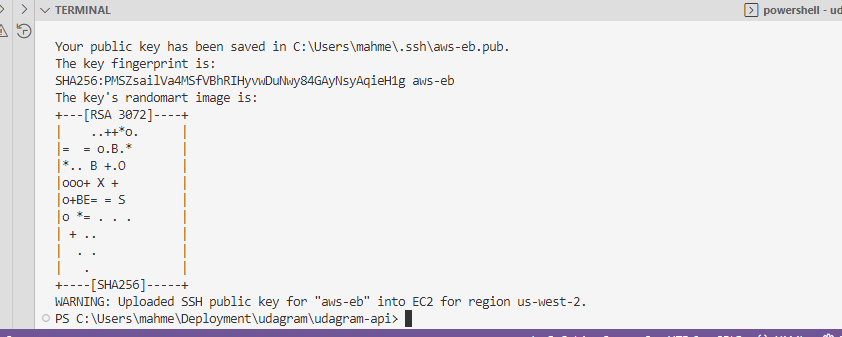 TERMINAL
powershell - ud
Your public key has been saved in C:\Users\mahme\.ssh\aws-eb.pub.
The key fingerprint is:
SHA256:PMSZsailVa4MSfVBhRIHyvwDuNwy84GAyNsyAqieH1g aws-eb
The key's randomart image is:
+---[RSA 3072]----+
|    ..++*o.      |
|=  = o.B.*       |
|*.. B +.O        |
|ooo+ X +         |
|o+BE= = S        |
|o *= . . .       |
| + ..            |
|  . .            |
|   .             |
+----[SHA256]-----+
WARNING: Uploaded SSH public key for "aws-eb" into EC2 for region us-west-2.
PS C:\Users\mahme\Deployment\udagram\udagram-api>